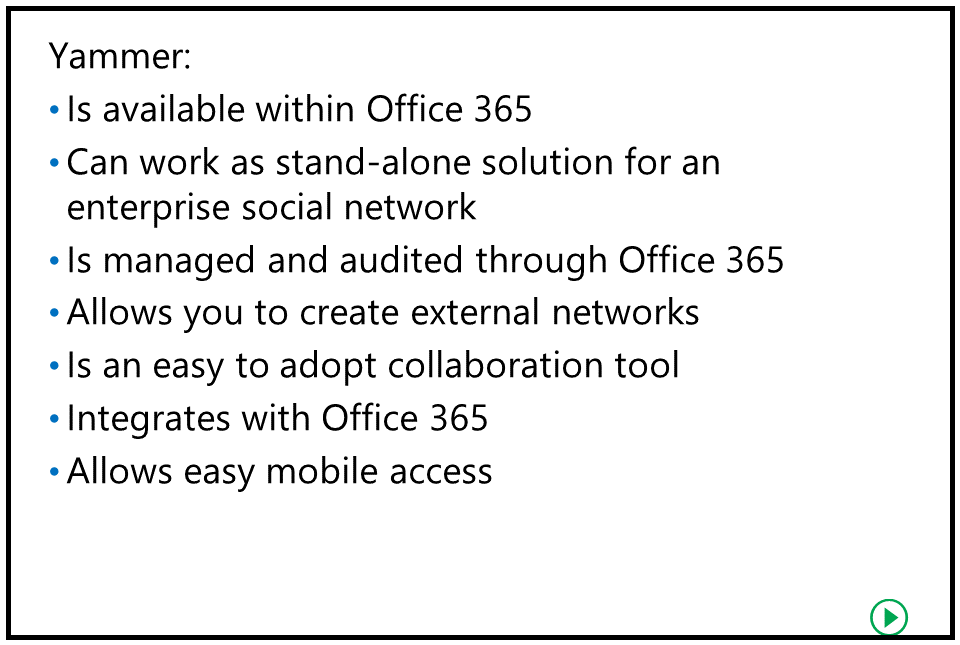 Yammer:
• Is available within Office 365
• Can work as stand-alone solution for an
enterprise social network
• Is managed and audited through Office 365
• Allows you to create external networks
• Is an easy to adopt collaboration tool
• Integrates with Office 365
• Allows easy mobile access